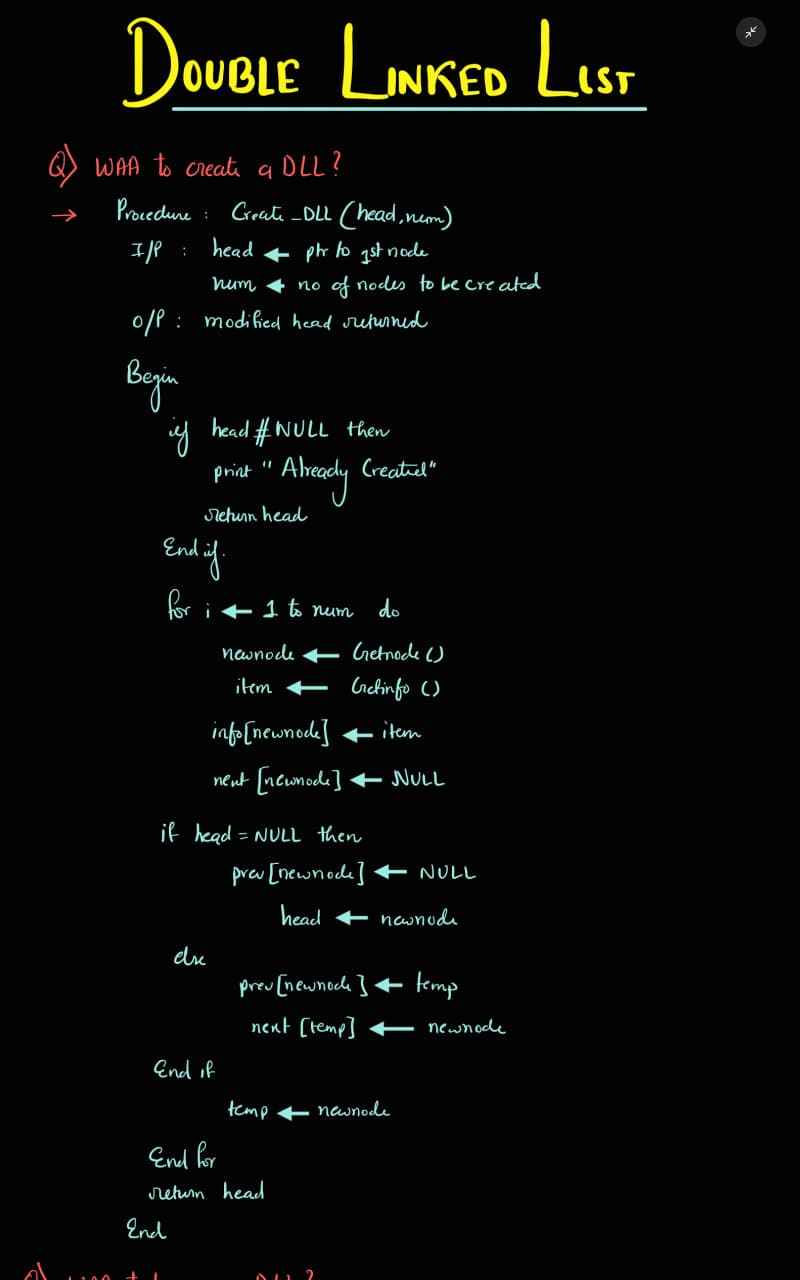 DOUBLE LINKED LIST
Q) WAA to create a DLL?
→ Procedure : Create_DLL (head, num)
I/P : head ← ptr to 1st node
num ← no of nodes to be created
O/P : modified head returned
Begin
if head ≠ NULL then
print " Already Created"
return head
End if.
for i ← 1 to num do
newnode ← Getnode ()
item ← Getinfo ()
info[newnode] ← item
next [newnode] ← NULL
if head = NULL then
prev [newnode] ← NULL
head ← newnode
else
prev [newnode] ← temp
next [temp] ← newnode
End if
temp ← newnode
End for
return head
End